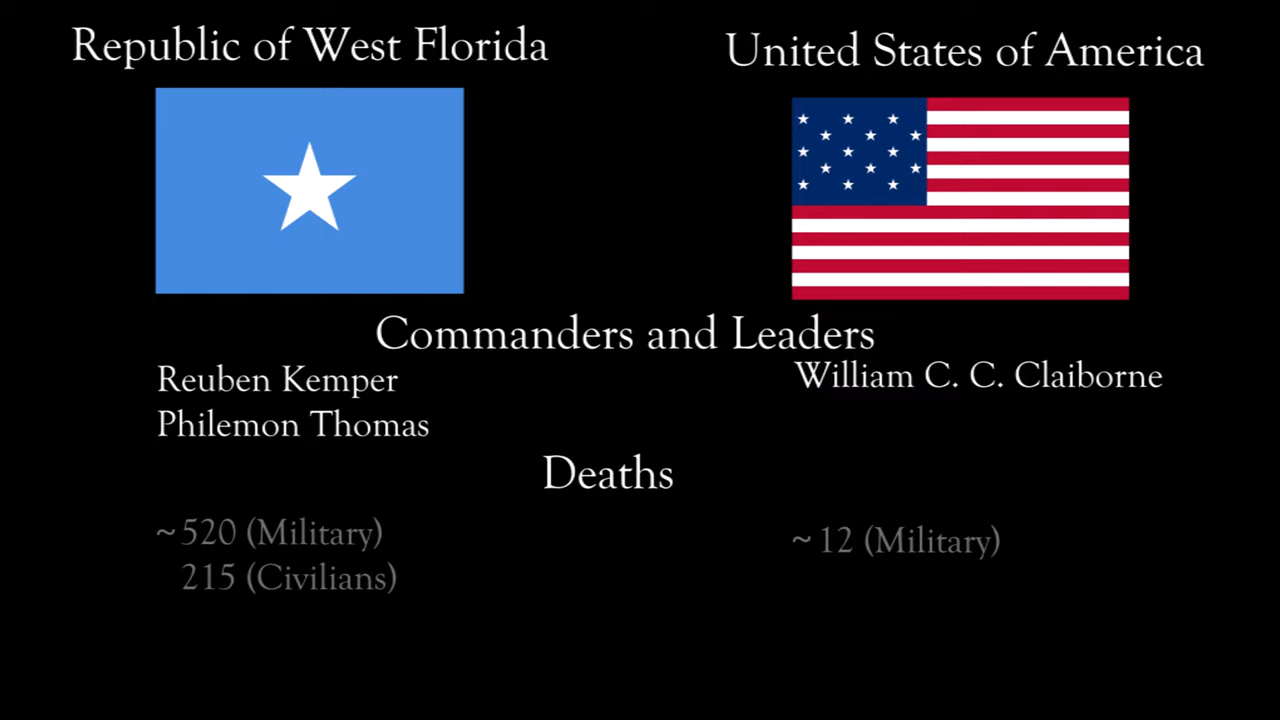 Republic of West Florida
United States of America
Commanders and Leaders
Reuben Kemper
William C. C. Claiborne
Philemon Thomas
Deaths
~520 (Military)
~12 (Military)
215 (Civilians)